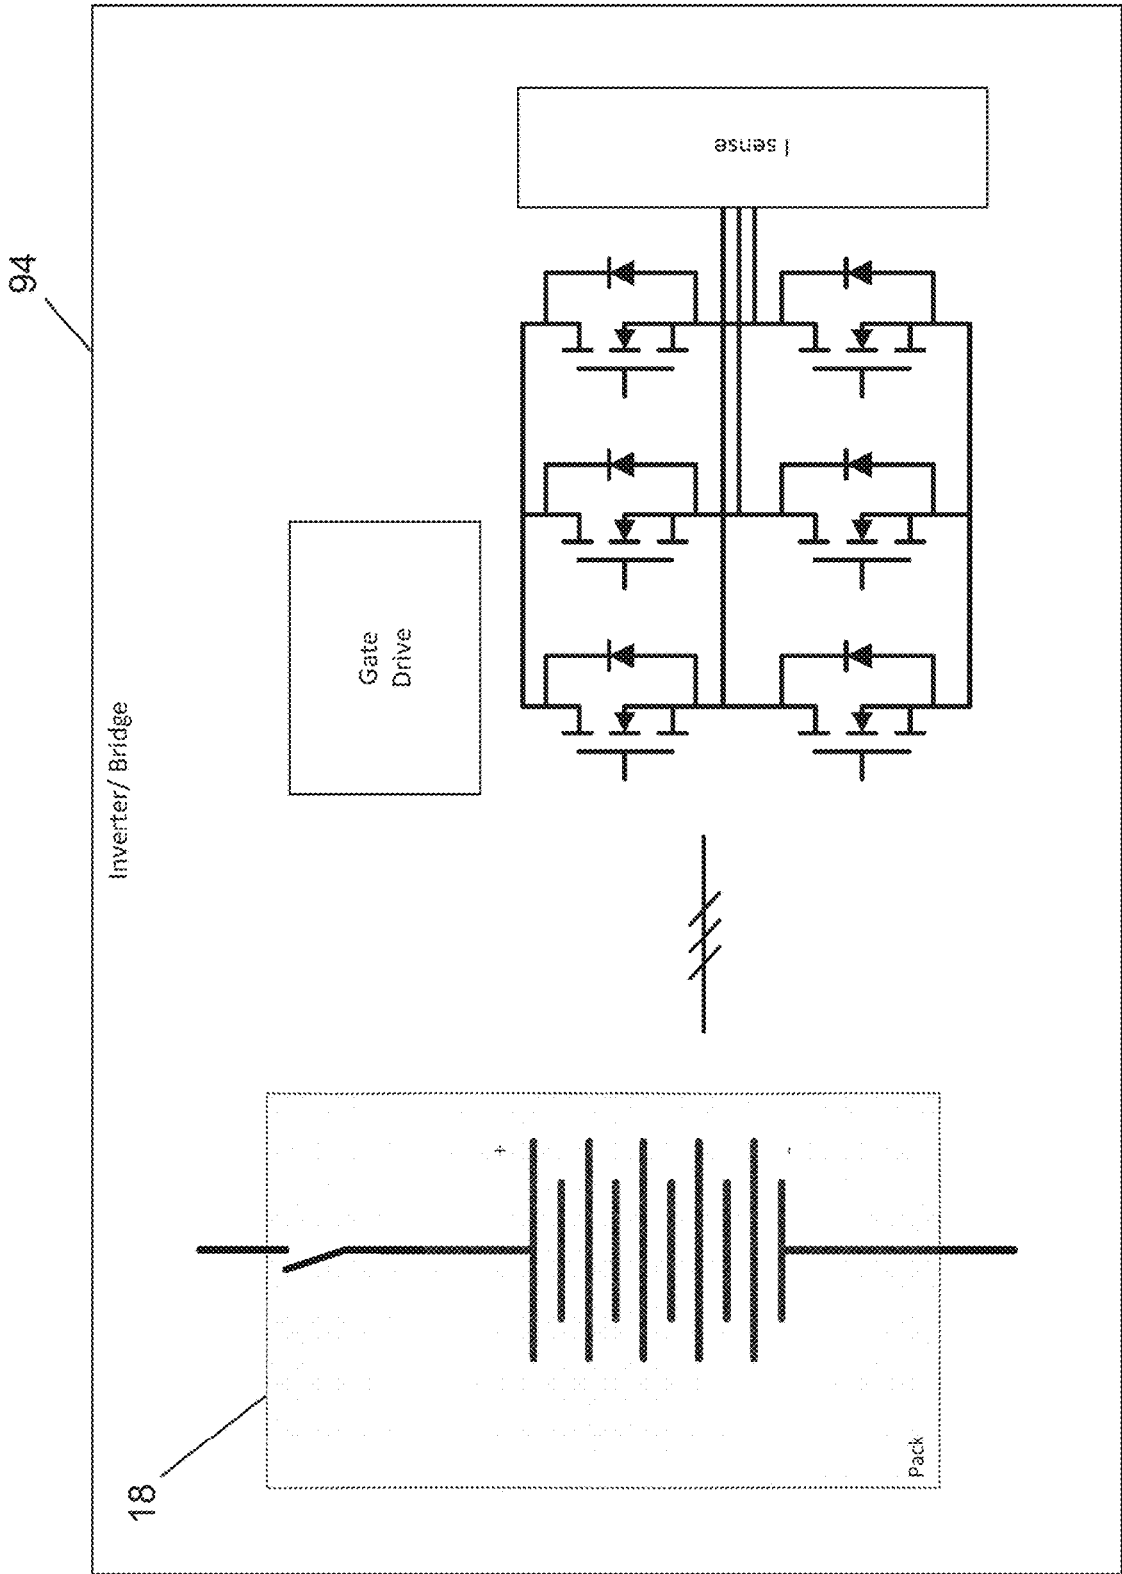 94
Inverter/ Bridge
18
Pack
+
-
Gate
Drive
I sense